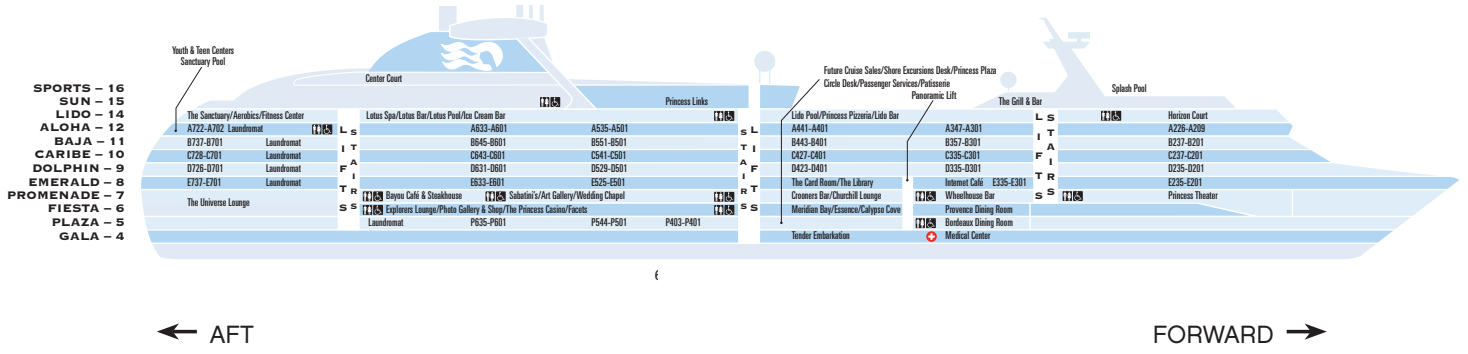 Youth & Teen Centers
Sanctuary Pool
Future Cruise Sales/Shore Excursions Desk/Princess Plaza
Circle Desk/Passenger Services/Patisserie
Panoramic Lift
Splash Pool
SPORTS – 16 Center Court
SUN – 15 Princess Links The Grill & Bar
LIDO – 14 The Sanctuary/Aerobics/Fitness Center Lotus Spa/Lotus Bar/Lotus Pool/Ice Cream Bar Lido Pool/Princess Pizzeria/Lido Bar Horizon Court
ALOHA – 12 A722-A702 Laundromat A633-A601 A535-A501 A441-A401 A347-A301 A226-A209
BAJA – 11 B737-B701 Laundromat B645-B601 B551-B501 B443-B401 B357-B301 B237-B201
CARIBE – 10 C728-C701 Laundromat C643-C601 C541-C501 C427-C401 C335-C301 C237-C201
DOLPHIN – 9 D726-D701 Laundromat D631-D601 D529-D501 D423-D401 D335-D301 D235-D201
EMERALD – 8 E737-E701 Laundromat E633-E601 E525-E501 The Card Room/The Library Internet Café E335-E301 E235-E201
PROMENADE – 7 The Universe Lounge Bayou Café & Steakhouse Sabatini's/Art Gallery/Wedding Chapel Crooners Bar/Churchill Lounge Wheelhouse Bar Princess Theater
FIESTA – 6 Explorers Lounge/Photo Gallery & Shop/The Princess Casino/Facets Meridian Bay/Essence/Calypso Cove Provence Dining Room
PLAZA – 5 Laundromat P635-P601 P544-P501 P403-P401 Bordeaux Dining Room
GALA – 4 Tender Embarkation Medical Center
LIFTS STAIRS
STAIRS LIFTS
LIFTS STAIRS
AFT FORWARD